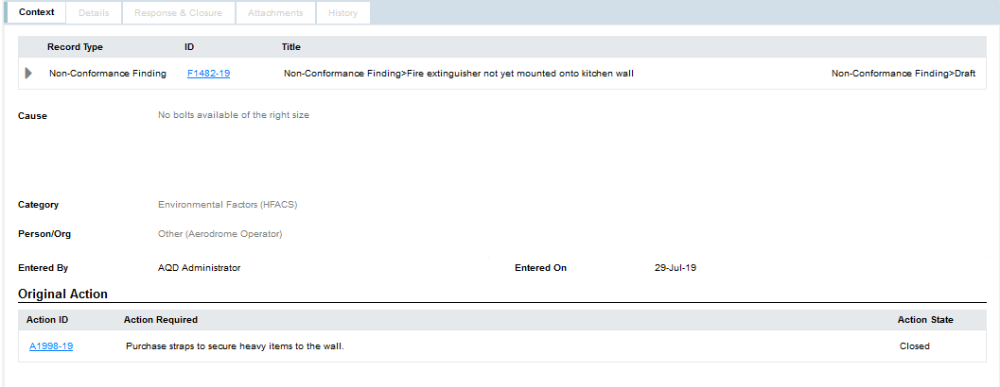 Context Details Response & Closure Attachments History
Record Type ID Title
Non-Conformance Finding F1482-19 Non-Conformance Finding>Fire extinguisher not yet mounted onto kitchen wall Non-Conformance Finding>Draft
Cause No bolts available of the right size
Category Environmental Factors (HFACS)
Person/Org Other (Aerodrome Operator)
Entered By AQD Administrator Entered On 29-Jul-19
Original Action
Action ID Action Required Action State
A1998-19 Purchase straps to secure heavy items to the wall. Closed